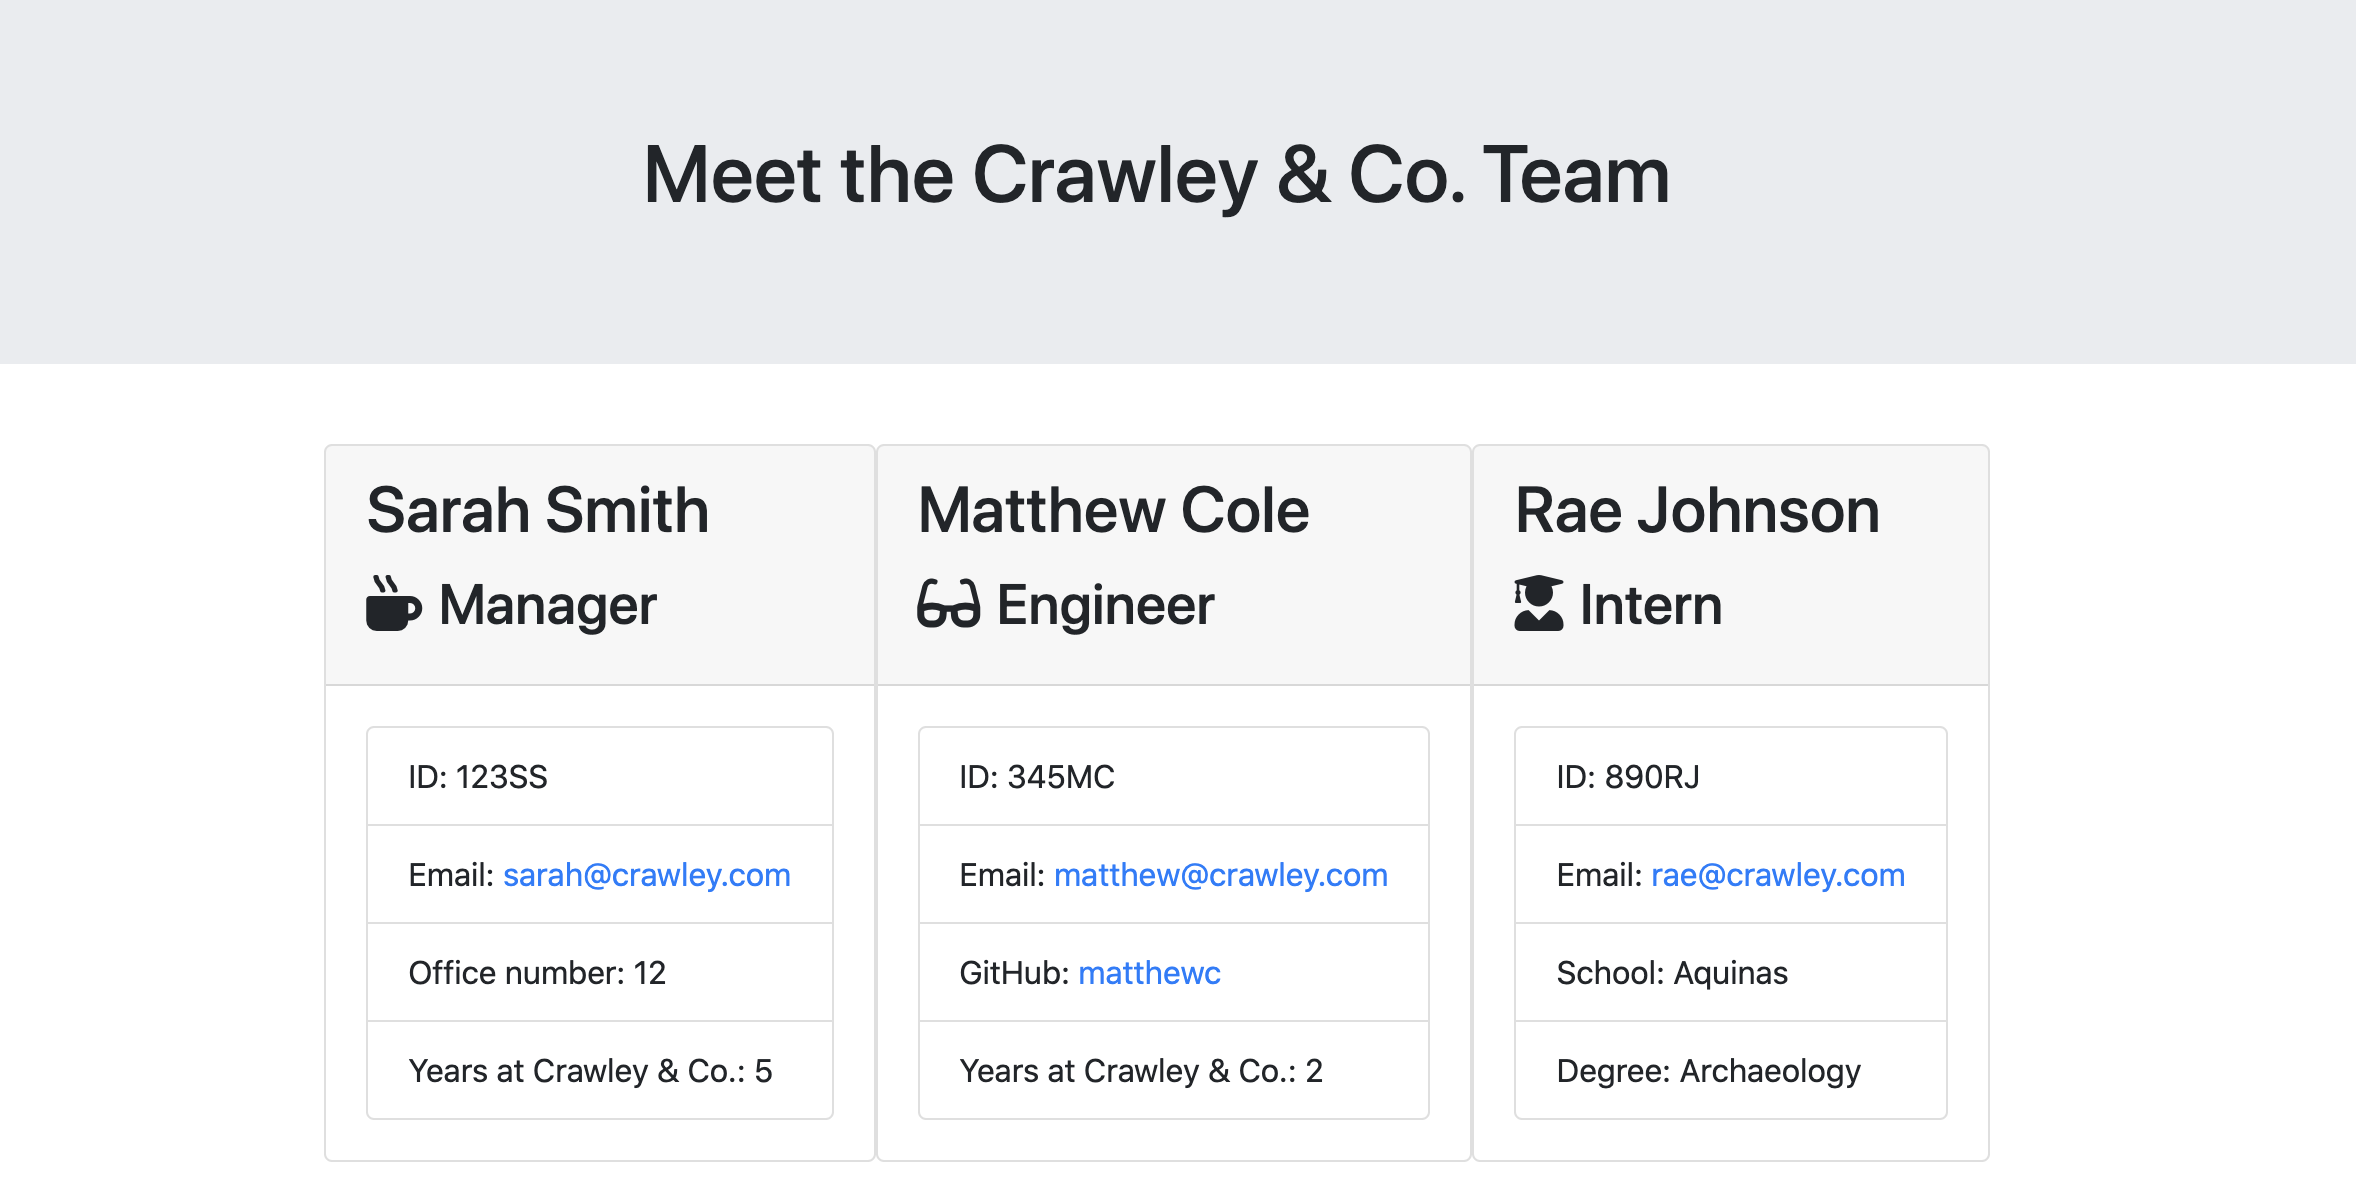 Meet the Crawley & Co. Team
Sarah Smith
Manager
ID: 123SS
Email: sarah@crawley.com
Office number: 12
Years at Crawley & Co.: 5
Matthew Cole
Engineer
ID: 345MC
Email: matthew@crawley.com
GitHub: matthewc
Years at Crawley & Co.: 2
Rae Johnson
Intern
ID: 890RJ
Email: rae@crawley.com
School: Aquinas
Degree: Archaeology